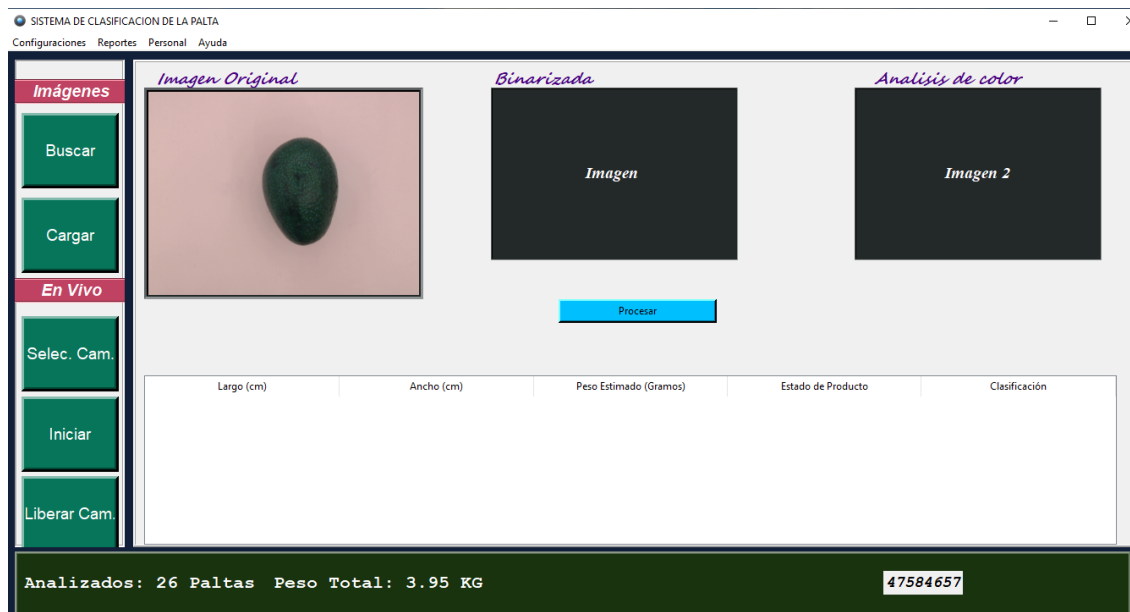 SISTEMA DE CLASIFICACION DE LA PALTA
Configuraciones Reportes Personal Ayuda
Imágenes
Buscar
Cargar
En Vivo
Selec. Cam.
Iniciar
Liberar Cam.
Imagen Original
Binarizada
Analisis de color
Imagen
Imagen 2
Procesar
Largo (cm) Ancho (cm) Peso Estimado (Gramos) Estado de Producto Clasificación
Analizados: 26 Paltas Peso Total: 3.95 KG
47584657